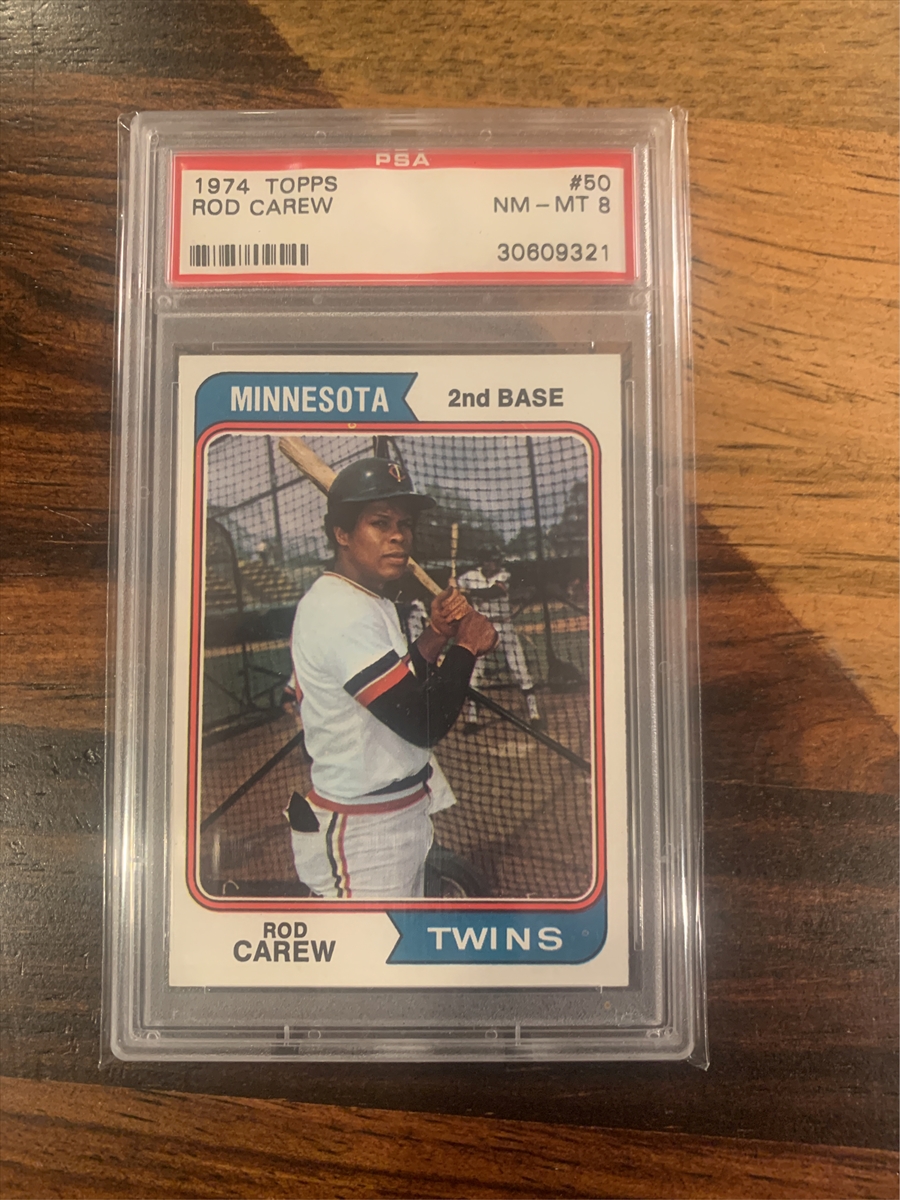 PSA
1974 TOPPS #50
ROD CAREW NM-MT 8
30609321
MINNESOTA 2nd BASE
ROD
CAREW
TWINS